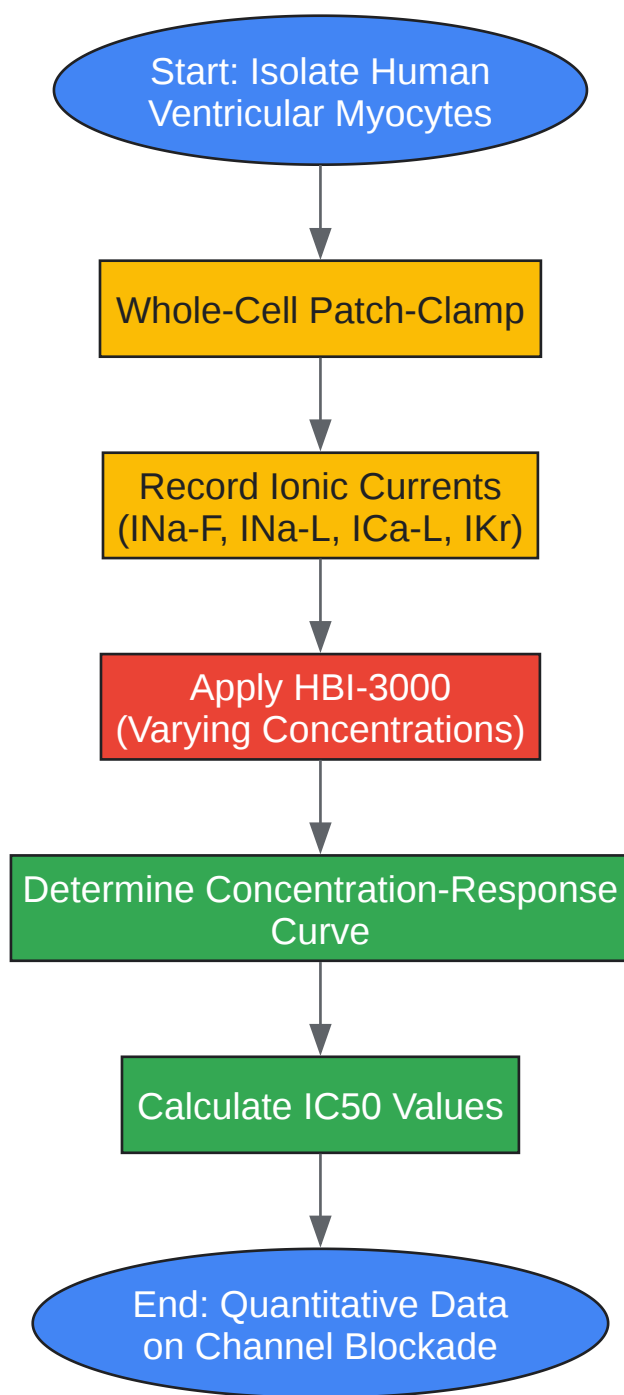 Start: Isolate Human
Ventricular Myocytes
Whole-Cell Patch-Clamp
Record Ionic Currents
(INa-F, INa-L, ICa-L, IKr)
Apply HBI-3000
(Varying Concentrations)
Determine Concentration-Response
Curve
Calculate IC50 Values
End: Quantitative Data
on Channel Blockade